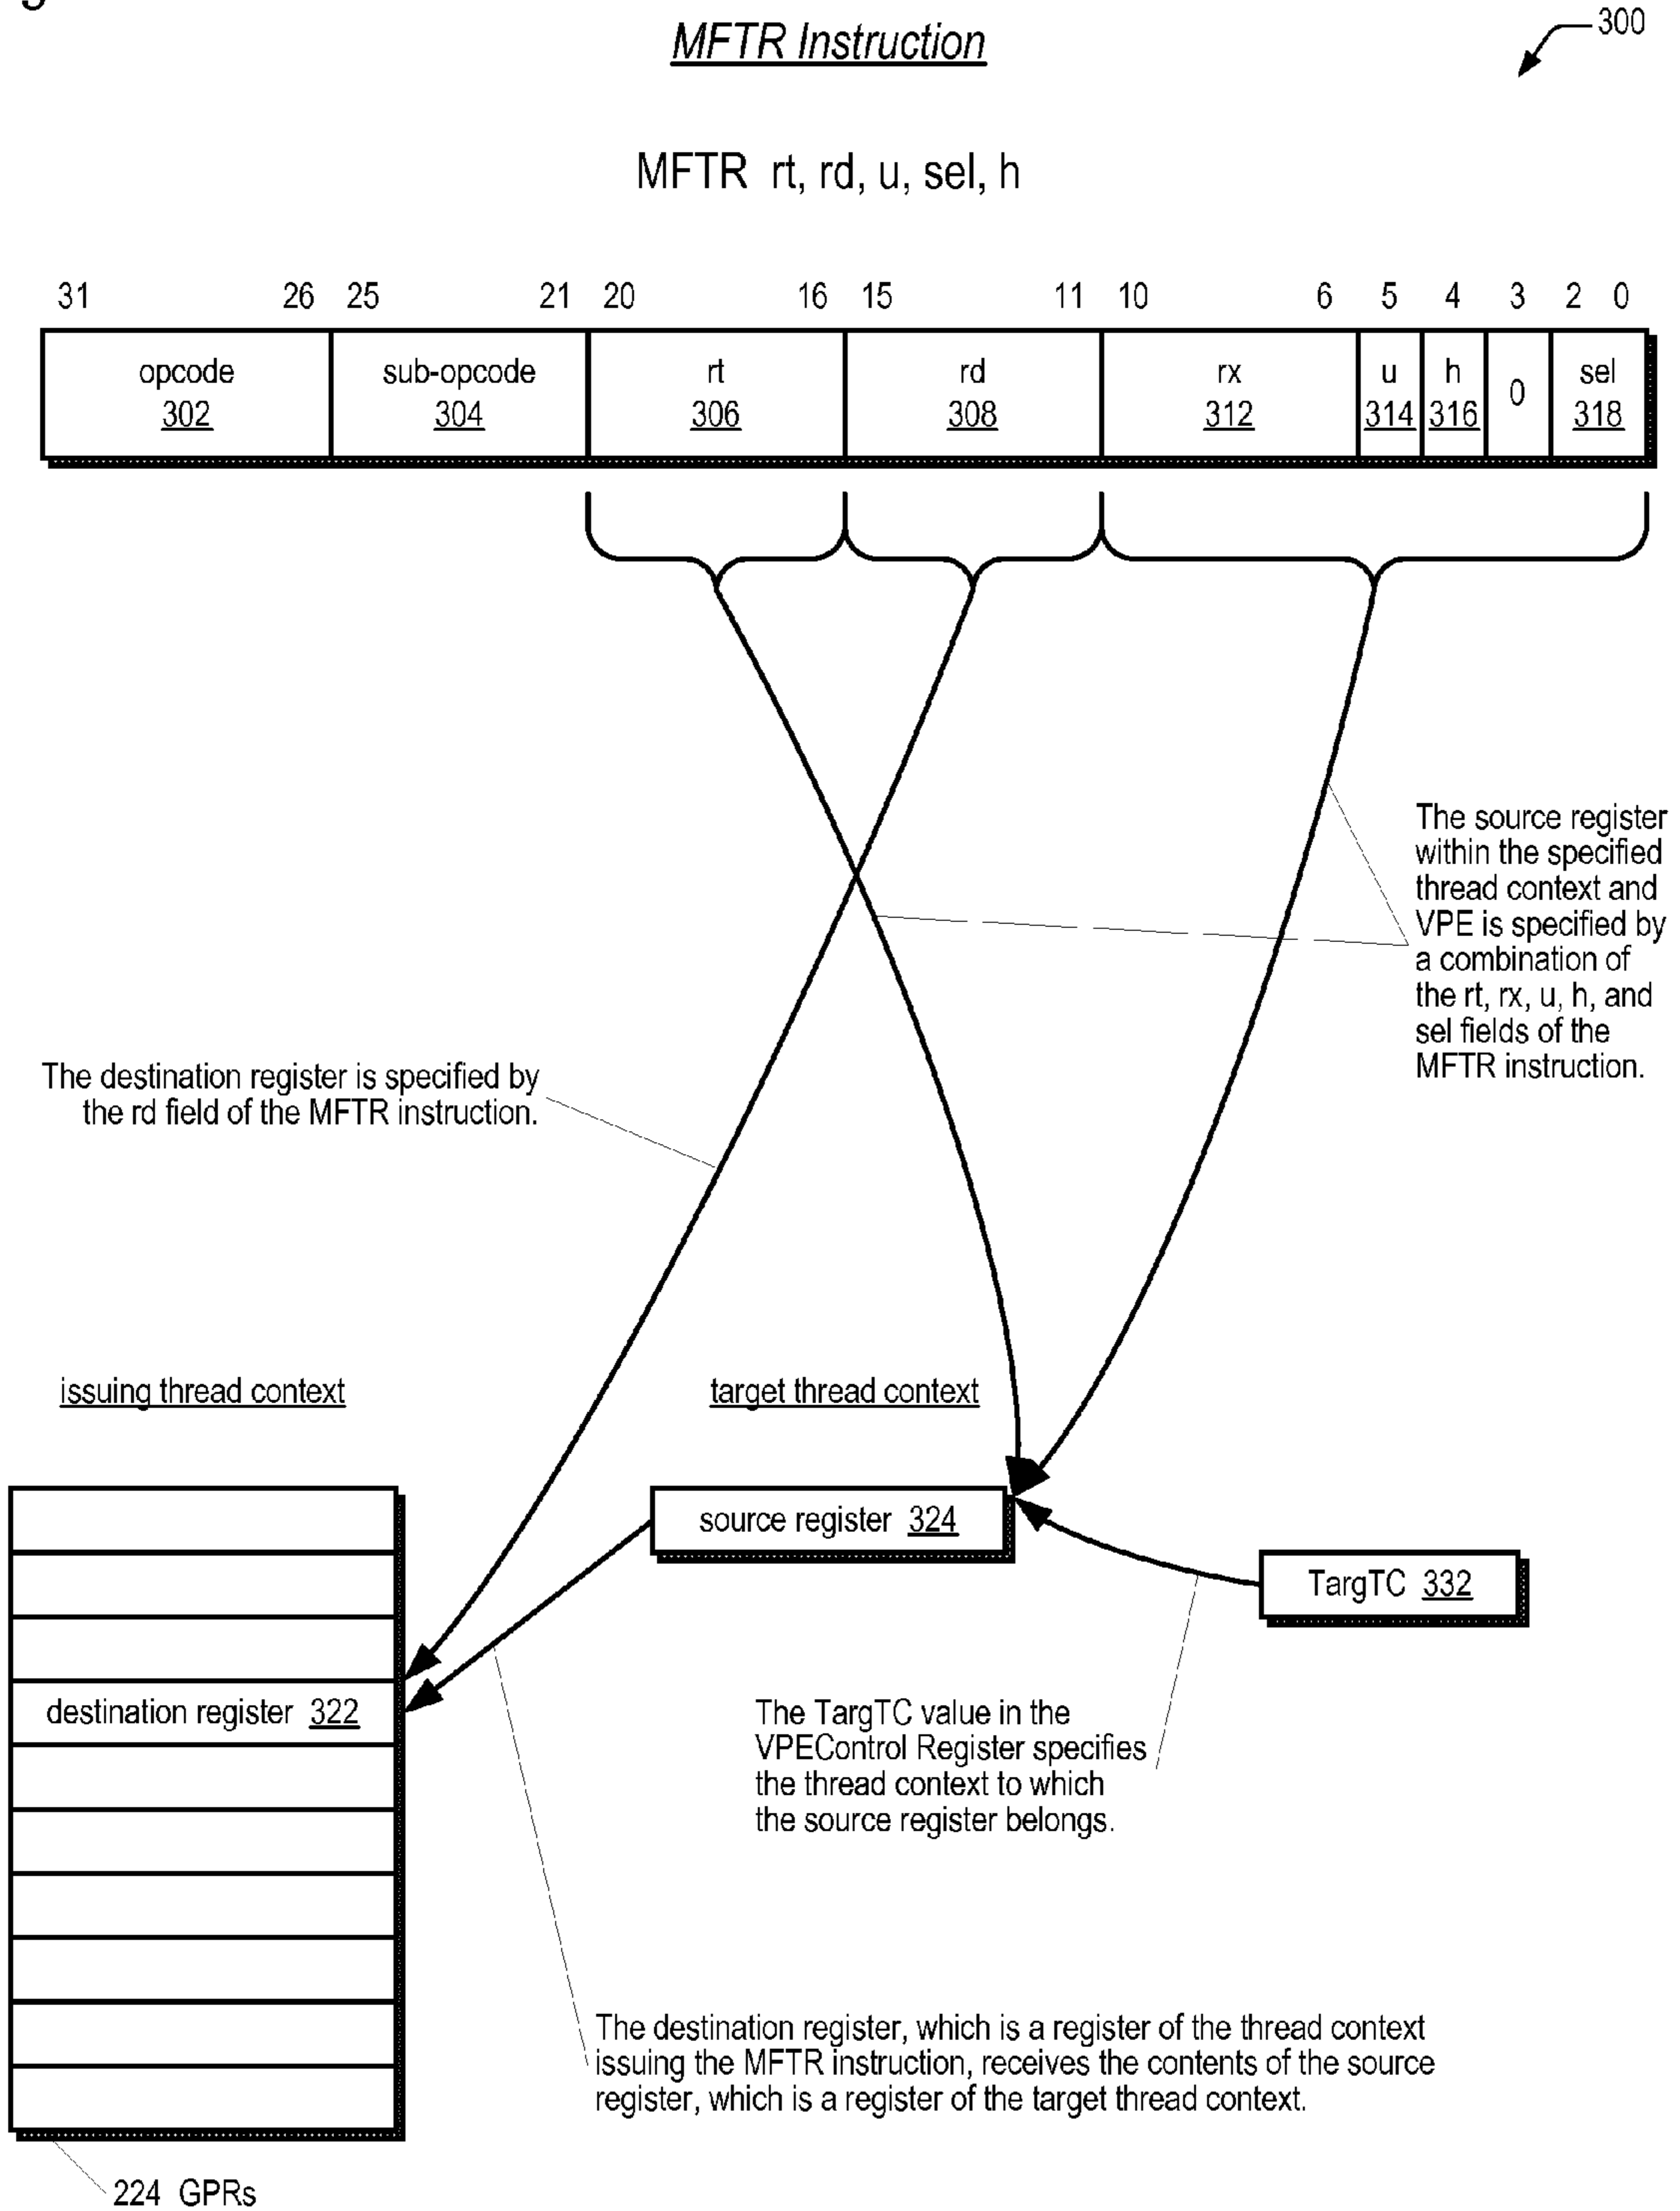 MFTR Instruction
300
MFTR rt, rd, u, sel, h
31 26 25 21 20 16 15 11 10 6 5 4 3 2 0
opcode sub-opcode rt rd rx u h 0 sel
302 304 306 308 312 314 316 318
The source register
within the specified
thread context and
VPE is specified by
a combination of
the rt, rx, u, h, and
sel fields of the
MFTR instruction.
The destination register is specified by
the rd field of the MFTR instruction.
issuing thread context
target thread context
source register 324
TargTC 332
destination register 322
The TargTC value in the
VPEControl Register specifies
the thread context to which
the source register belongs.
The destination register, which is a register of the thread context
issuing the MFTR instruction, receives the contents of the source
register, which is a register of the target thread context.
224 GPRs